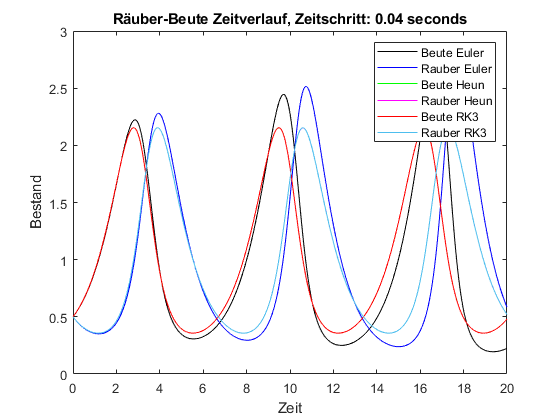 Räuber-Beute Zeitverlauf, Zeitschritt: 0.04 seconds
3
2.5
2
1.5
1
0.5
0
Bestand
Beute Euler
Rauber Euler
Beute Heun
Rauber Heun
Beute RK3
Rauber RK3
0 2 4 6 8 10 12 14 16 18 20
Zeit